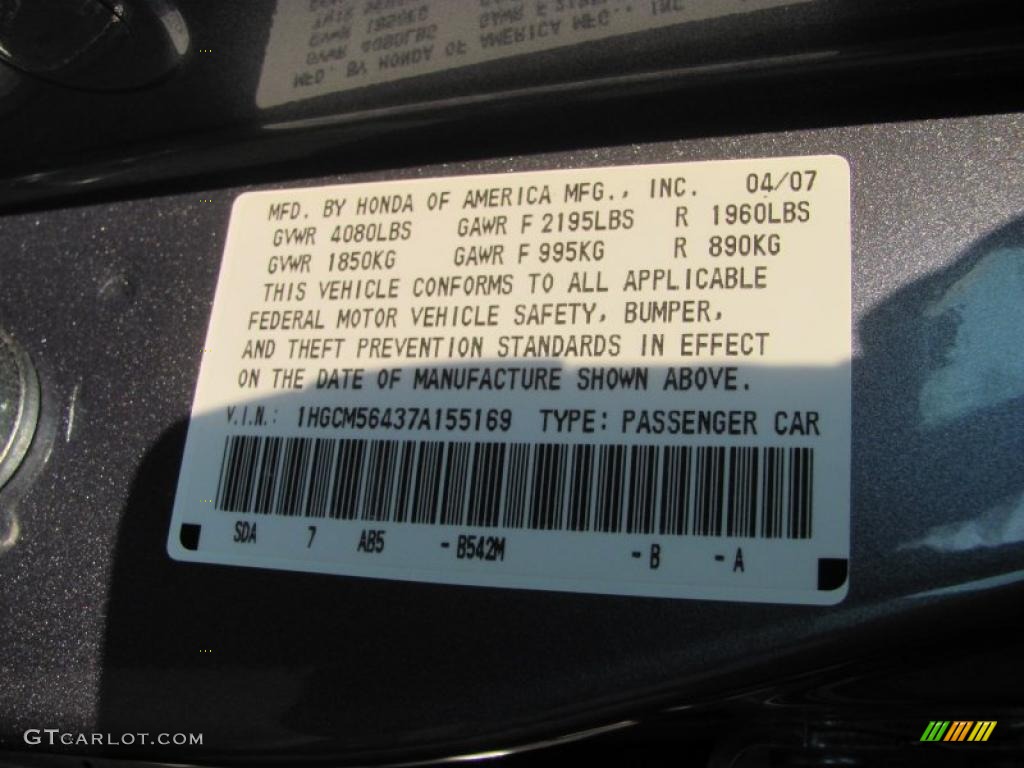 MFD. BY HONDA OF AMERICA MFG., INC. 04/07
GVWR 4080LBS GAWR F 2195LBS R 1960LBS
GVWR 1850KG GAWR F 995KG R 890KG
THIS VEHICLE CONFORMS TO ALL APPLICABLE
FEDERAL MOTOR VEHICLE SAFETY, BUMPER,
AND THEFT PREVENTION STANDARDS IN EFFECT
ON THE DATE OF MANUFACTURE SHOWN ABOVE.
V.I.N.: 1HGCM56437A155169 TYPE: PASSENGER CAR
SDA 7 AB5 -B542M -B -A
GTCARLOT.COM